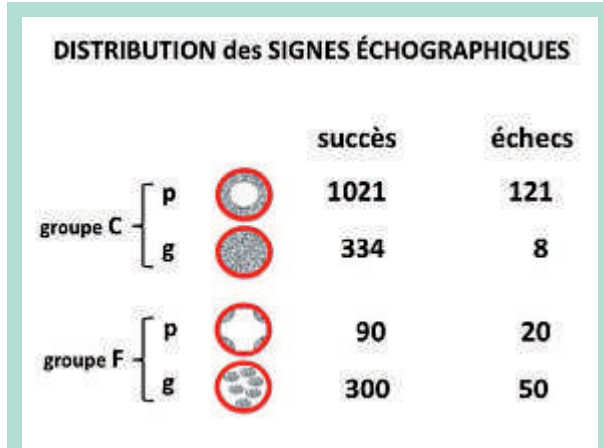 DISTRIBUTION des SIGNES ÉCHOGRAPHIQUES
succès échecs
groupe C p 1021 121
g 334 8
groupe F p 90 20
g 300 50